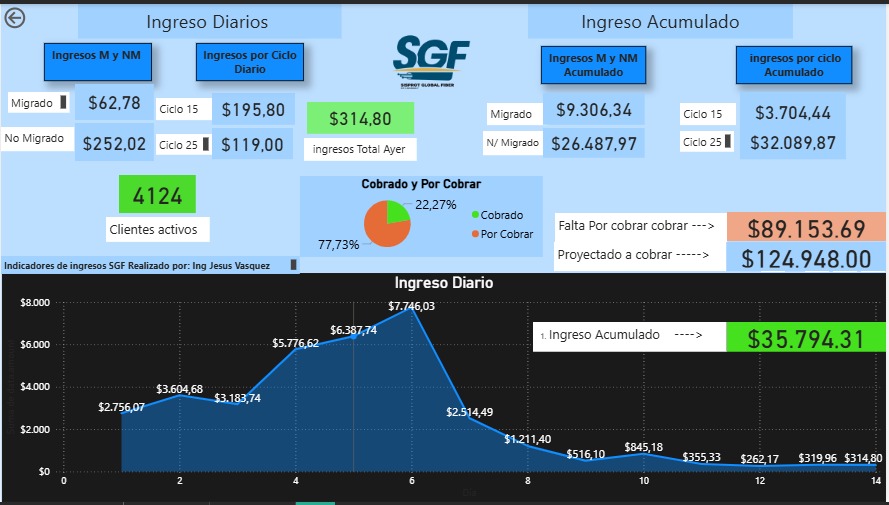 Ingreso Diarios
Ingreso Acumulado
Ingresos M y NM
Ingresos por Ciclo
Diario
Migrado
$62,78
Ciclo 15
$195,80
No Migrado
$252,02
Ciclo 25
$119,00
$314,80
ingresos Total Ayer
SGF
SISPROT GLOBAL FIBER
Ingresos M y NM
Acumulado
ingresos por ciclo
Acumulado
Migrado
$9.306,34
Ciclo 15
$3.704,44
N/ Migrado
$26.487,97
Ciclo 25
$32.089,87
4124
Clientes activos
Cobrado y Por Cobrar
22,27%
77,73%
Cobrado
Por Cobrar
Falta Por cobrar cobrar --->
$89.153.69
Proyectado a cobrar ----->
$124.948.00
Indicadores de ingresos SGF Realizado por: Ing Jesus Vasquez
Ingreso Diario
1. Ingreso Acumulado ---->
$35.794.31
$8.000
$6.000
$4.000
$2.000
$0
$2.756,07
$3.604,68
$3.183,74
$5.776,62
$6.387,74
$7.746,03
$2.514,49
$1.211,40
$516,10
$845,18
$355,33
$262,17
$319,96
$314,80
0 2 4 6 8 10 12 14